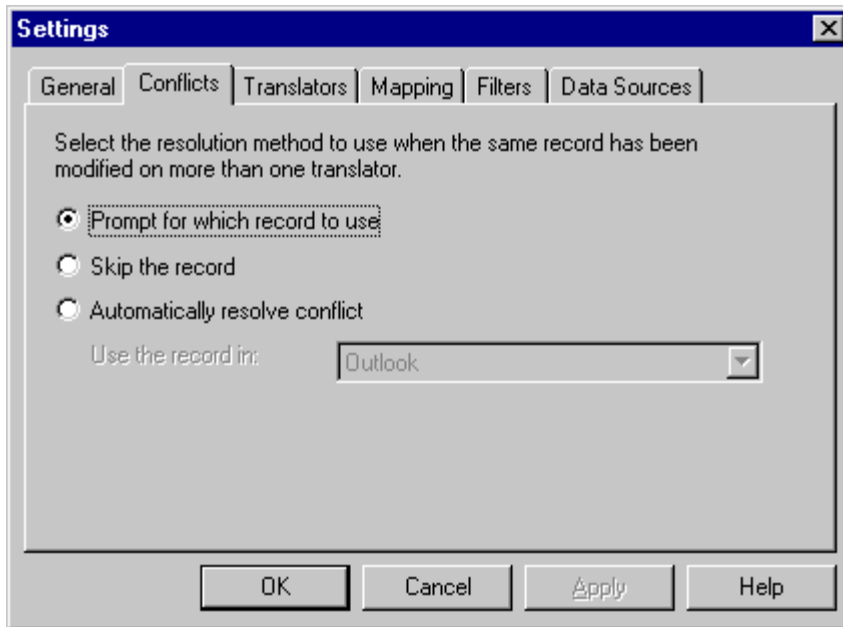 Settings
General Conflicts Translators Mapping Filters Data Sources
Select the resolution method to use when the same record has been
modified on more than one translator.
Prompt for which record to use
Skip the record
Automatically resolve conflict
Use the record in: Outlook
OK Cancel Apply Help